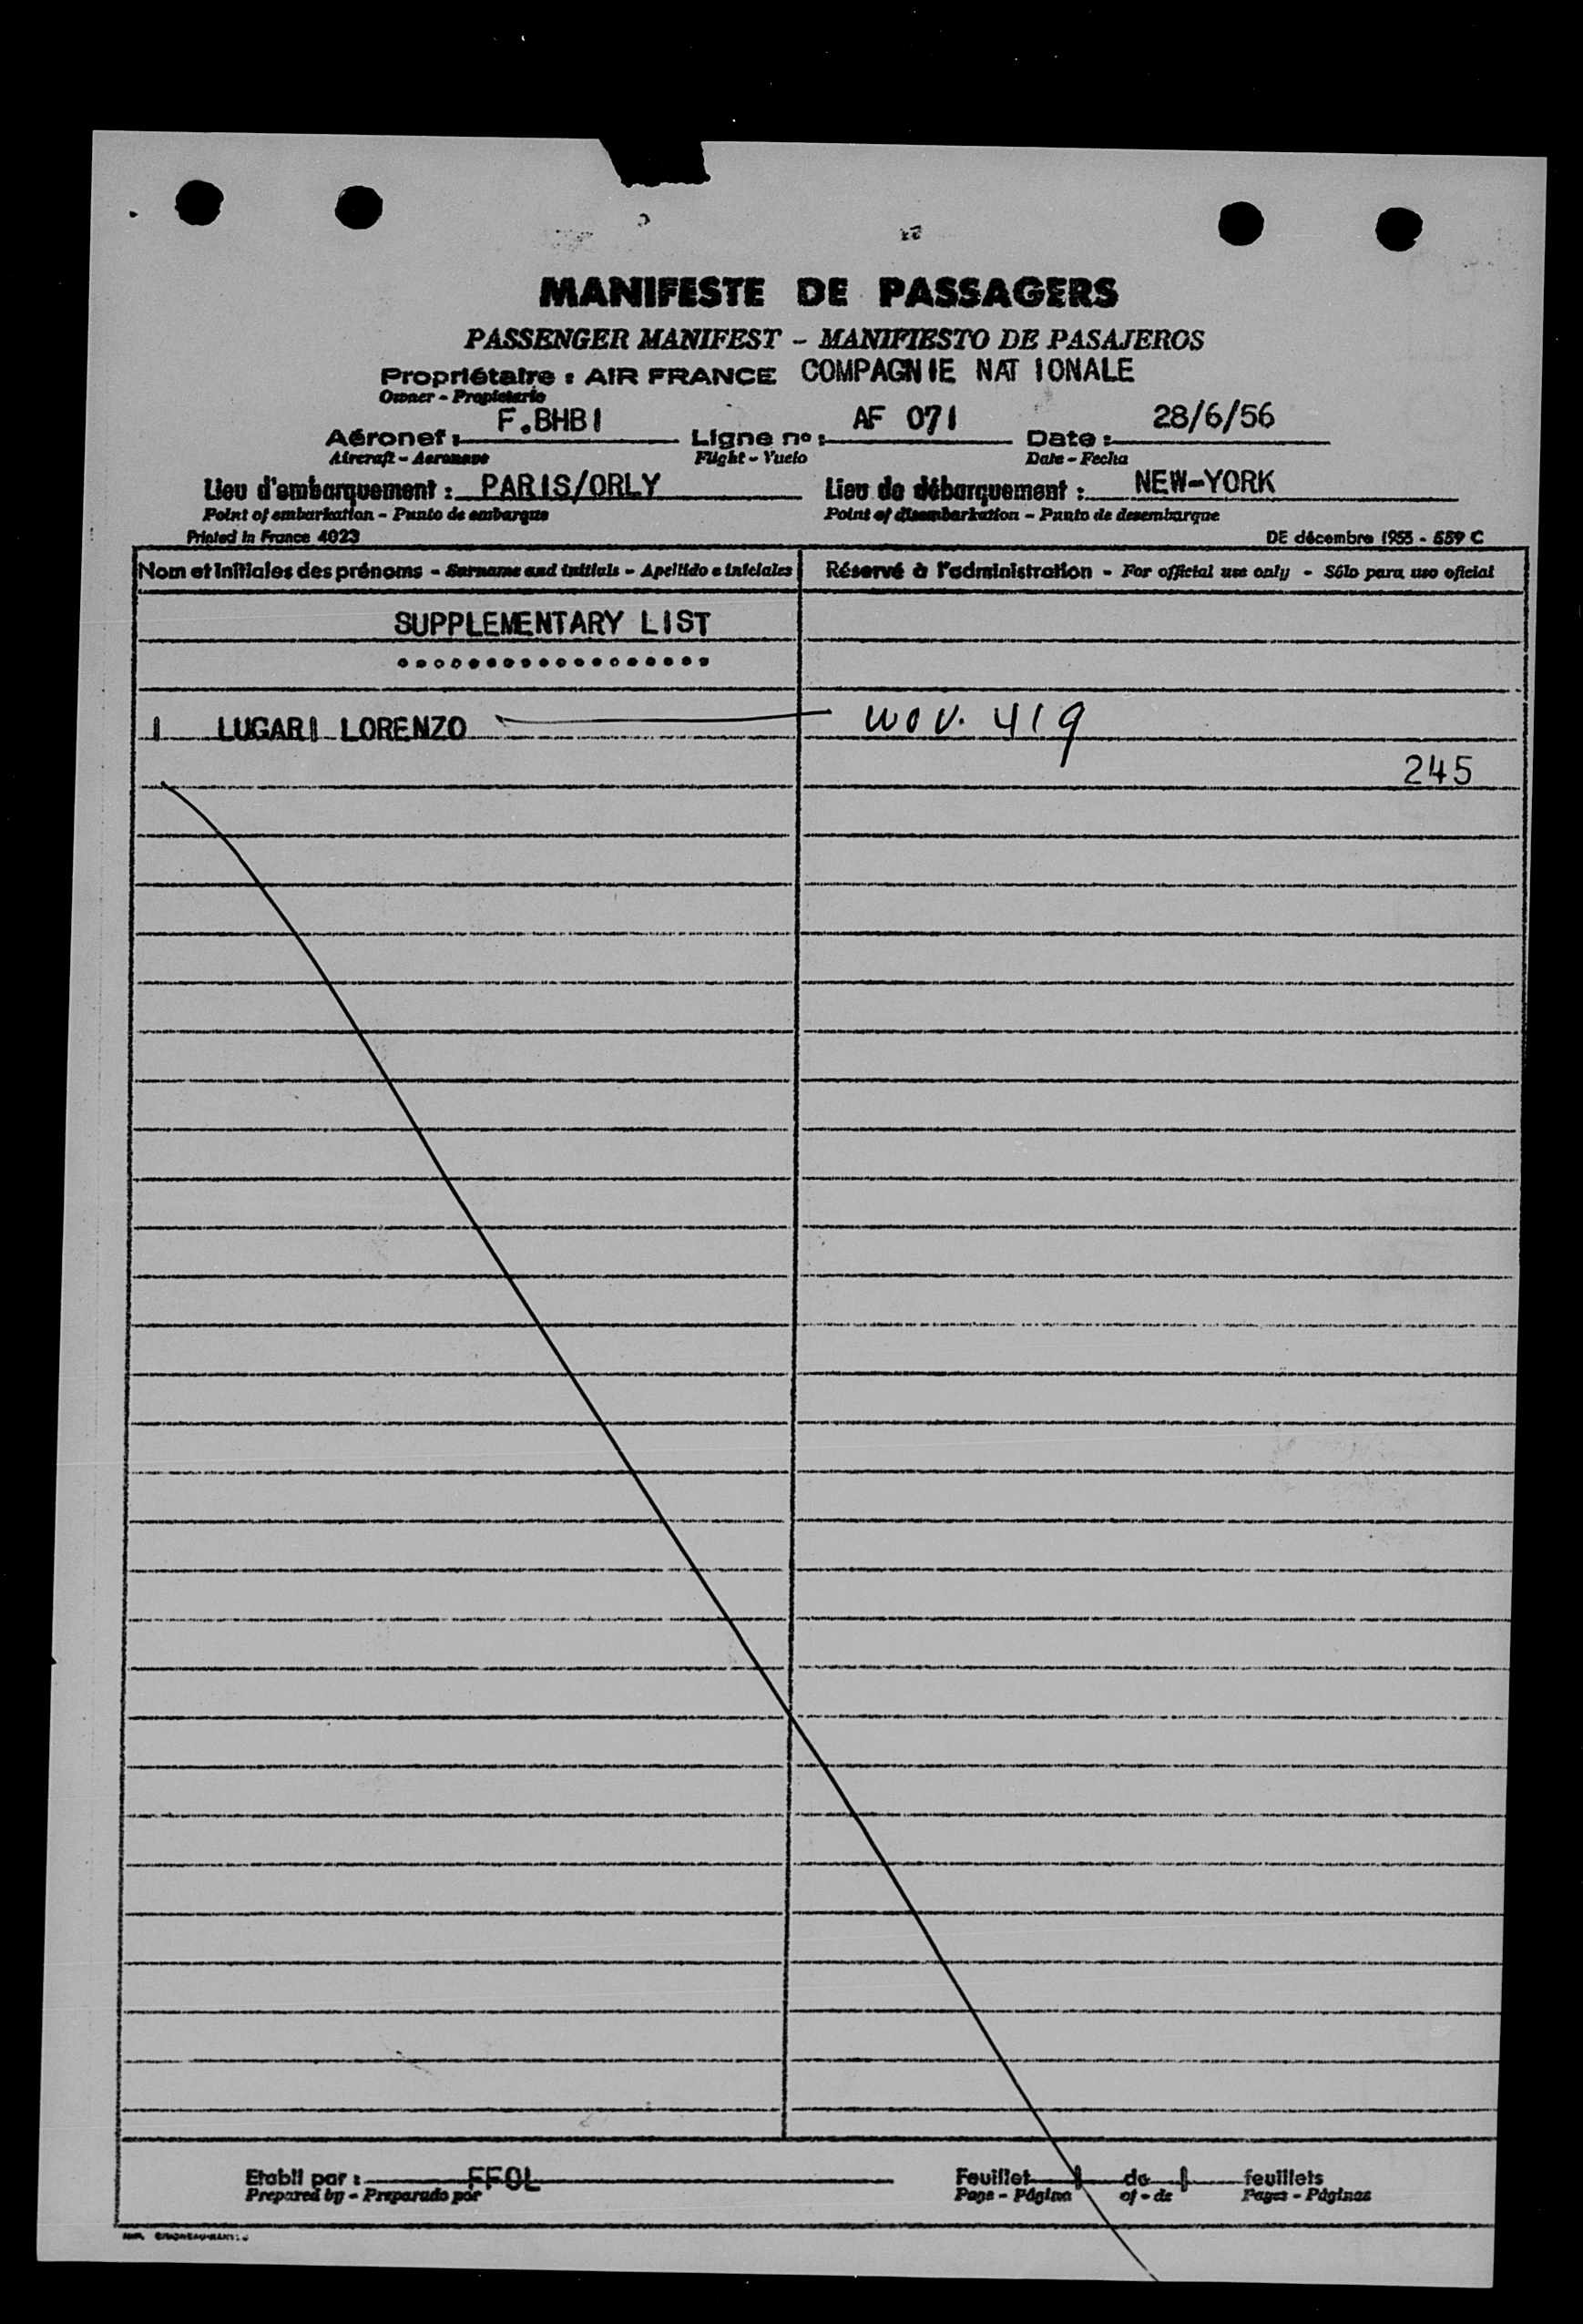 MANIFESTE DE PASSAGERS
PASSENGER MANIFEST - MANIFIESTO DE PASAJEROS
Propriétaire : AIR FRANCE COMPAGNIE NATIONALE
Owner - Propietario
Aéronef : F.BHBI Ligne no : AF 071 Date : 28/6/56
Aircraft - Aeronave Flight - Vuelo Date - Fecha
Lieu d'embarquement : PARIS/ORLY Lieu de débarquement : NEW-YORK
Point of embarkation - Punto de embarque Point of disembarkation - Punto de desembarque
Printed in France 4023 DE décembre 1955 - 559 C
Nom et initiales des prénoms - Surname and initials - Apellido e iniciales Réservé à l'administration - For official use only - Sólo para uso oficial
SUPPLEMENTARY LIST
1 LUGARI LORENZO WOV. 419
245
Etabli par : FFOL Feuillet 1 de 1 feuillets
Prepared by - Preparado por Page - Página of - de Pages - Páginas